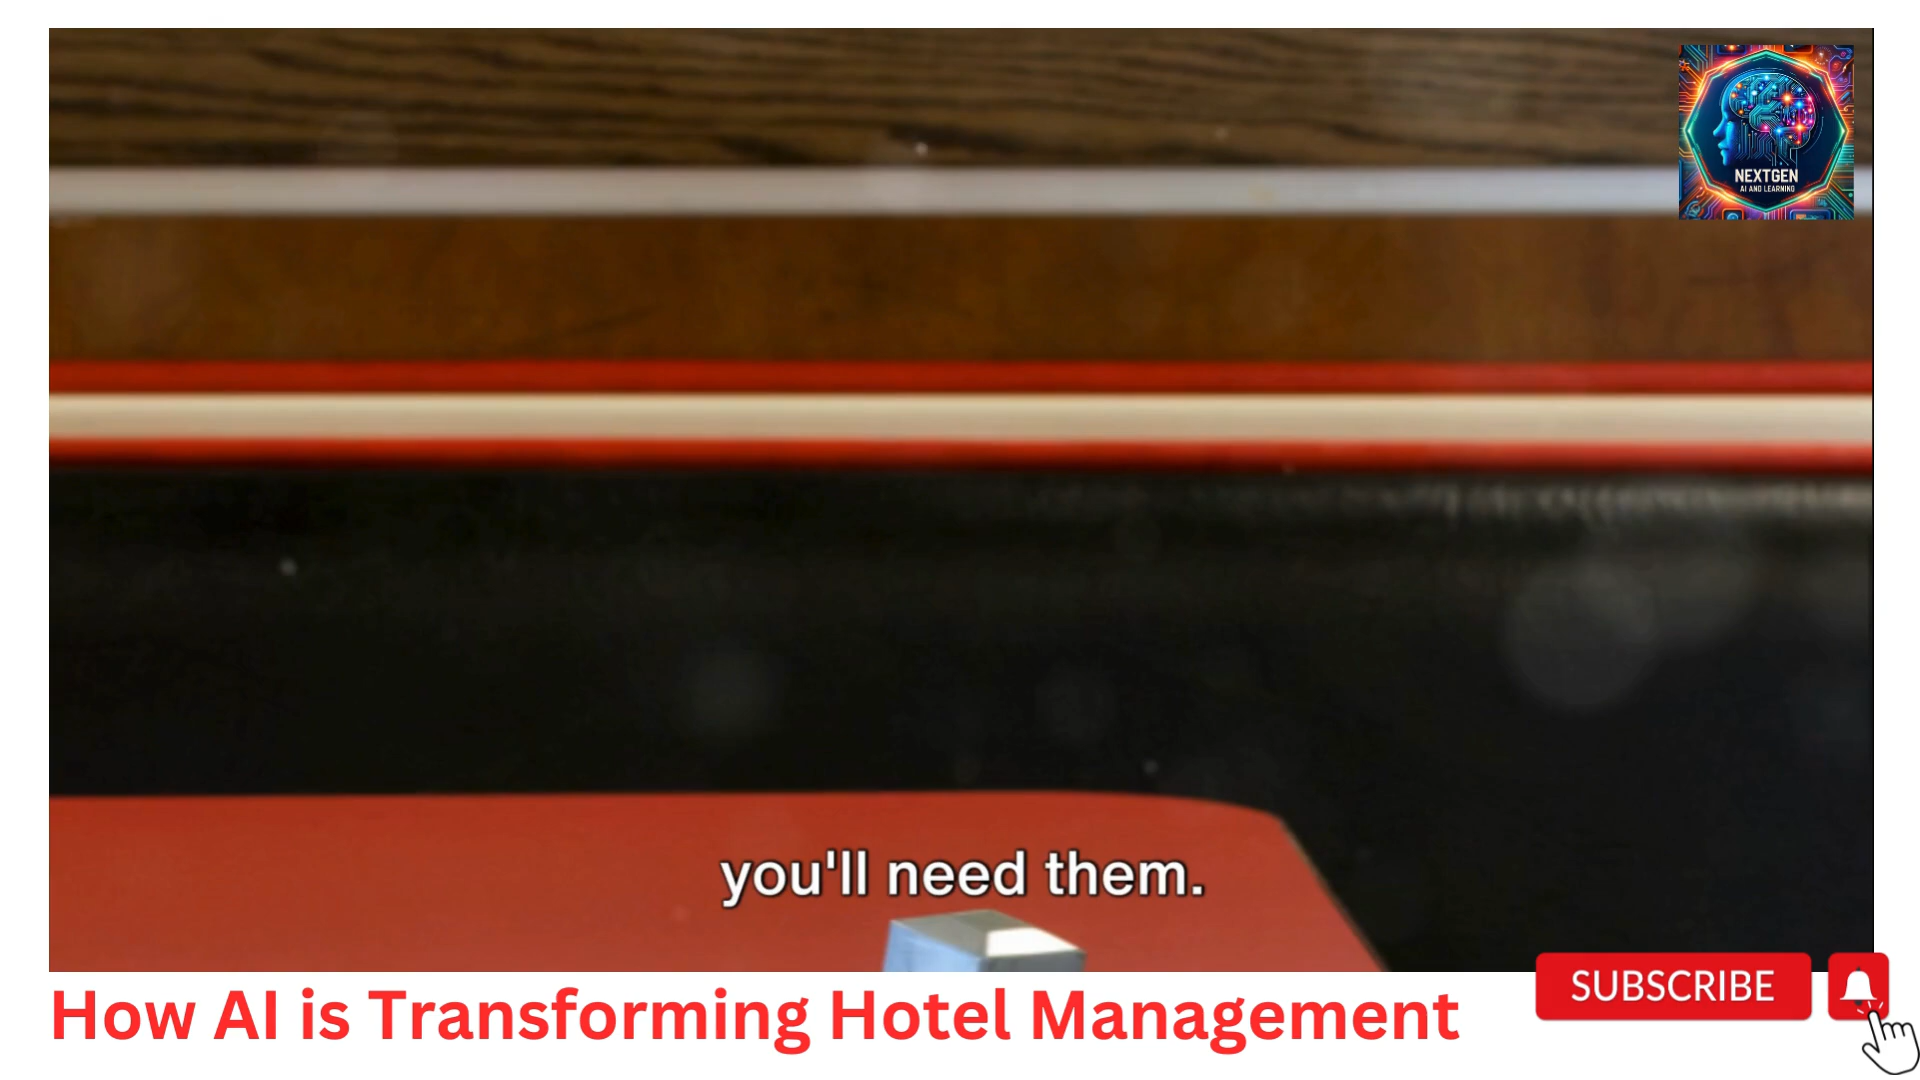 NEXTGEN
AI AND LEARNING
you'll need them.
How AI is Transforming Hotel Management
SUBSCRIBE